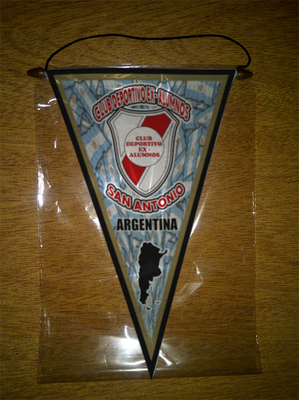 CLUB DEPORTIVO EX-ALUMNOS
CLUB
DEPORTIVO
EX-
ALUMNOS
SAN ANTONIO
ARGENTINA